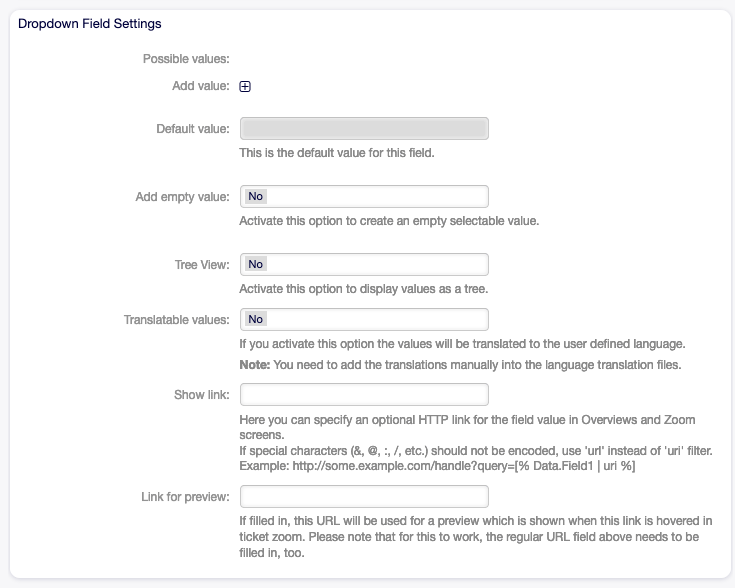 Dropdown Field Settings
Possible values:
Add value:
Default value:
This is the default value for this field.
Add empty value: No
Activate this option to create an empty selectable value.
Tree View: No
Activate this option to display values as a tree.
Translatable values: No
If you activate this option the values will be translated to the user defined language.
Note: You need to add the translations manually into the language translation files.
Show link:
Here you can specify an optional HTTP link for the field value in Overviews and Zoom
screens.
If special characters (&, @, :, /, etc.) should not be encoded, use 'url' instead of 'uri' filter.
Example: http://some.example.com/handle?query=[% Data.Field1 | uri %]
Link for preview:
If filled in, this URL will be used for a preview which is shown when this link is hovered in
ticket zoom. Please note that for this to work, the regular URL field above needs to be
filled in, too.